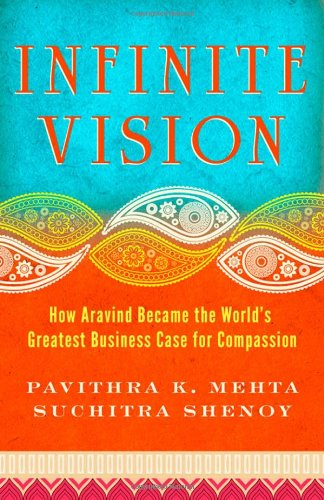 INFINITE
VISION
How Aravind Became the World's
Greatest Business Case for Compassion
PAVITHRA K. MEHTA
SUCHITRA SHENOY